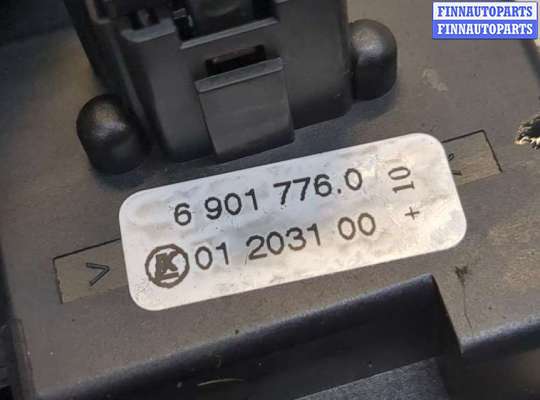 FINNAUTOPARTS
FINNAUTOPARTS
6 901 776.0
K 01 2031 00
+ 10